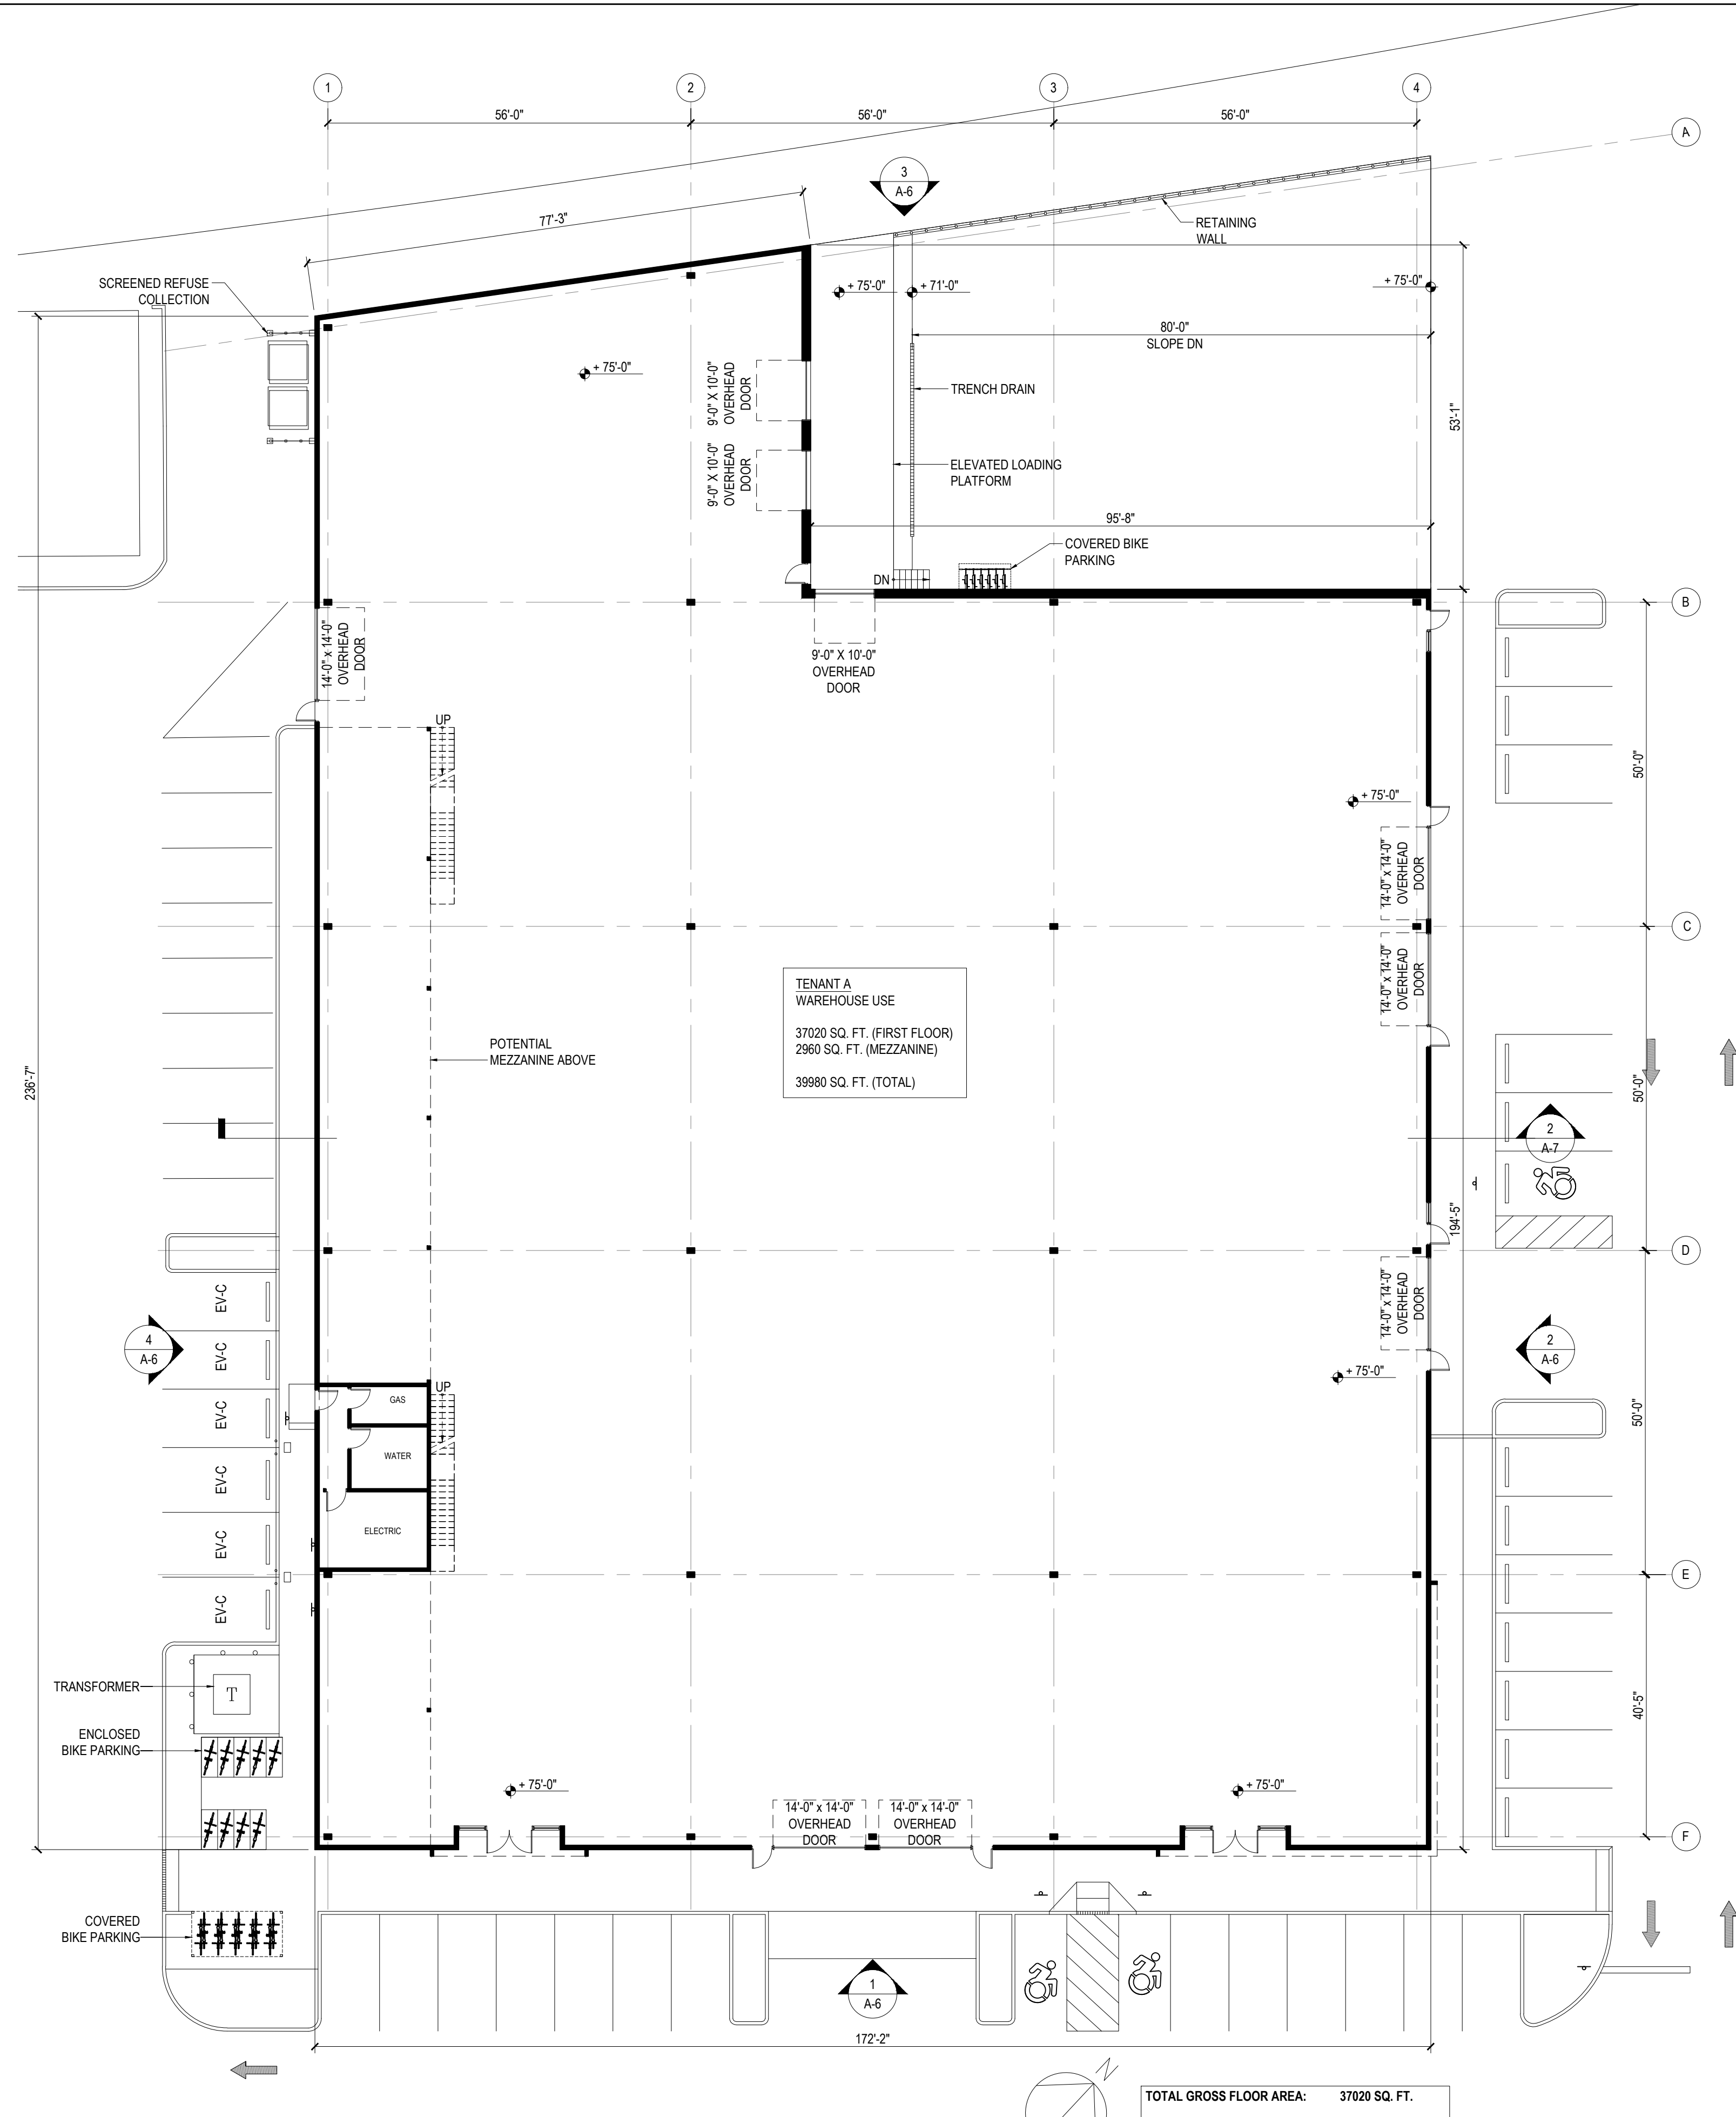 1
2
3
4
56'-0"
56'-0"
56'-0"
A
3
A-6
77'-3"
RETAINING
WALL
SCREENED REFUSE
COLLECTION
+ 75'-0"
+ 71'-0"
+ 75'-0"
80'-0"
SLOPE DN
+ 75'-0"
9'-0" X 10'-0"
OVERHEAD
DOOR
TRENCH DRAIN
53'-1"
9'-0" X 10'-0"
OVERHEAD
DOOR
ELEVATED LOADING
PLATFORM
95'-8"
COVERED BIKE
PARKING
DN
B
14'-0" x 14'-0"
OVERHEAD
DOOR
9'-0" X 10'-0"
OVERHEAD
DOOR
UP
50'-0"
+ 75'-0"
14'-0" x 14'-0"
OVERHEAD
DOOR
C
14'-0" x 14'-0"
OVERHEAD
DOOR
TENANT A
WAREHOUSE USE
37020 SQ. FT. (FIRST FLOOR)
2960 SQ. FT. (MEZZANINE)
39980 SQ. FT. (TOTAL)
POTENTIAL
MEZZANINE ABOVE
236'-7"
50'-0"
2
A-7
194'-5"
D
EV-C
14'-0" x 14'-0"
OVERHEAD
DOOR
4
A-6
EV-C
2
A-6
+ 75'-0"
UP
GAS
EV-C
50'-0"
WATER
EV-C
ELECTRIC
EV-C
E
EV-C
TRANSFORMER
T
40'-5"
ENCLOSED
BIKE PARKING
+ 75'-0"
+ 75'-0"
14'-0" x 14'-0"
OVERHEAD
DOOR
14'-0" x 14'-0"
OVERHEAD
DOOR
F
COVERED
BIKE PARKING
1
A-6
172'-2"
N
TOTAL GROSS FLOOR AREA: 37020 SQ. FT.